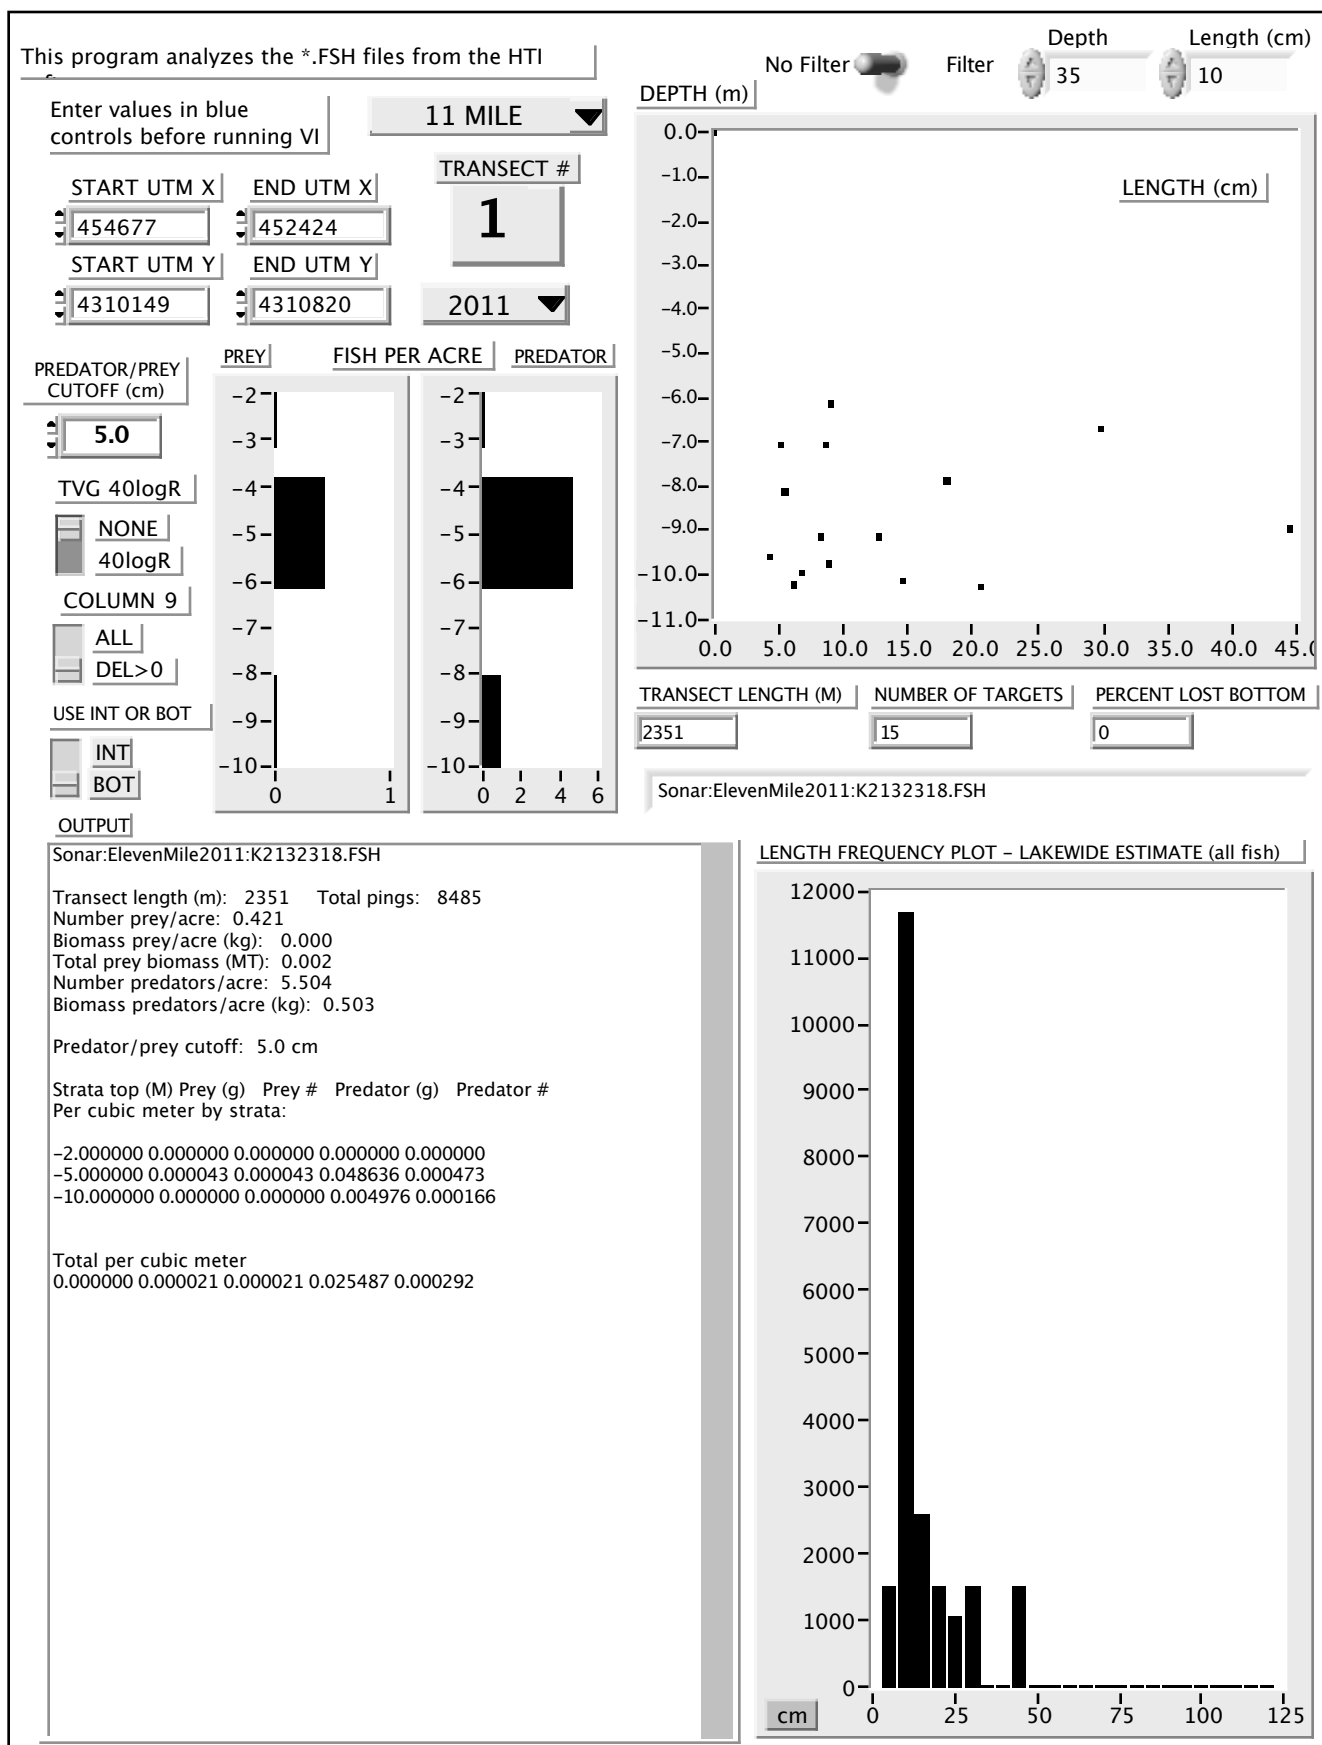 This program analyzes the *.FSH files from the HTI
No Filter
Filter
Depth
35
Length (cm)
10
Enter values in blue
controls before running VI
11 MILE
TRANSECT #
1
START UTM X
454677
END UTM X
452424
START UTM Y
4310149
END UTM Y
4310820
2011
DEPTH (m)
LENGTH (cm)
0.0
-1.0
-2.0
-3.0
-4.0
-5.0
-6.0
-7.0
-8.0
-9.0
-10.0
-11.0
0.0 5.0 10.0 15.0 20.0 25.0 30.0 35.0 40.0 45.0
PREDATOR/PREY
CUTOFF (cm)
5.0
TVG 40logR
NONE
40logR
COLUMN 9
ALL
DEL>0
USE INT OR BOT
INT
BOT
PREY
FISH PER ACRE
PREDATOR
-2
-3
-4
-5
-6
-7
-8
-9
-10
0 1
-2
-3
-4
-5
-6
-7
-8
-9
-10
0 2 4 6
TRANSECT LENGTH (M)
2351
NUMBER OF TARGETS
15
PERCENT LOST BOTTOM
0
Sonar:ElevenMile2011:K2132318.FSH
OUTPUT
Sonar:ElevenMile2011:K2132318.FSH
Transect length (m): 2351 Total pings: 8485
Number prey/acre: 0.421
Biomass prey/acre (kg): 0.000
Total prey biomass (MT): 0.002
Number predators/acre: 5.504
Biomass predators/acre (kg): 0.503
Predator/prey cutoff: 5.0 cm
Strata top (M) Prey (g) Prey # Predator (g) Predator #
Per cubic meter by strata:
-2.000000 0.000000 0.000000 0.000000 0.000000
-5.000000 0.000043 0.000043 0.048636 0.000473
-10.000000 0.000000 0.000000 0.004976 0.000166
Total per cubic meter
0.000000 0.000021 0.000021 0.025487 0.000292
LENGTH FREQUENCY PLOT - LAKEWIDE ESTIMATE (all fish)
12000
11000
10000
9000
8000
7000
6000
5000
4000
3000
2000
1000
0
cm
0 25 50 75 100 125